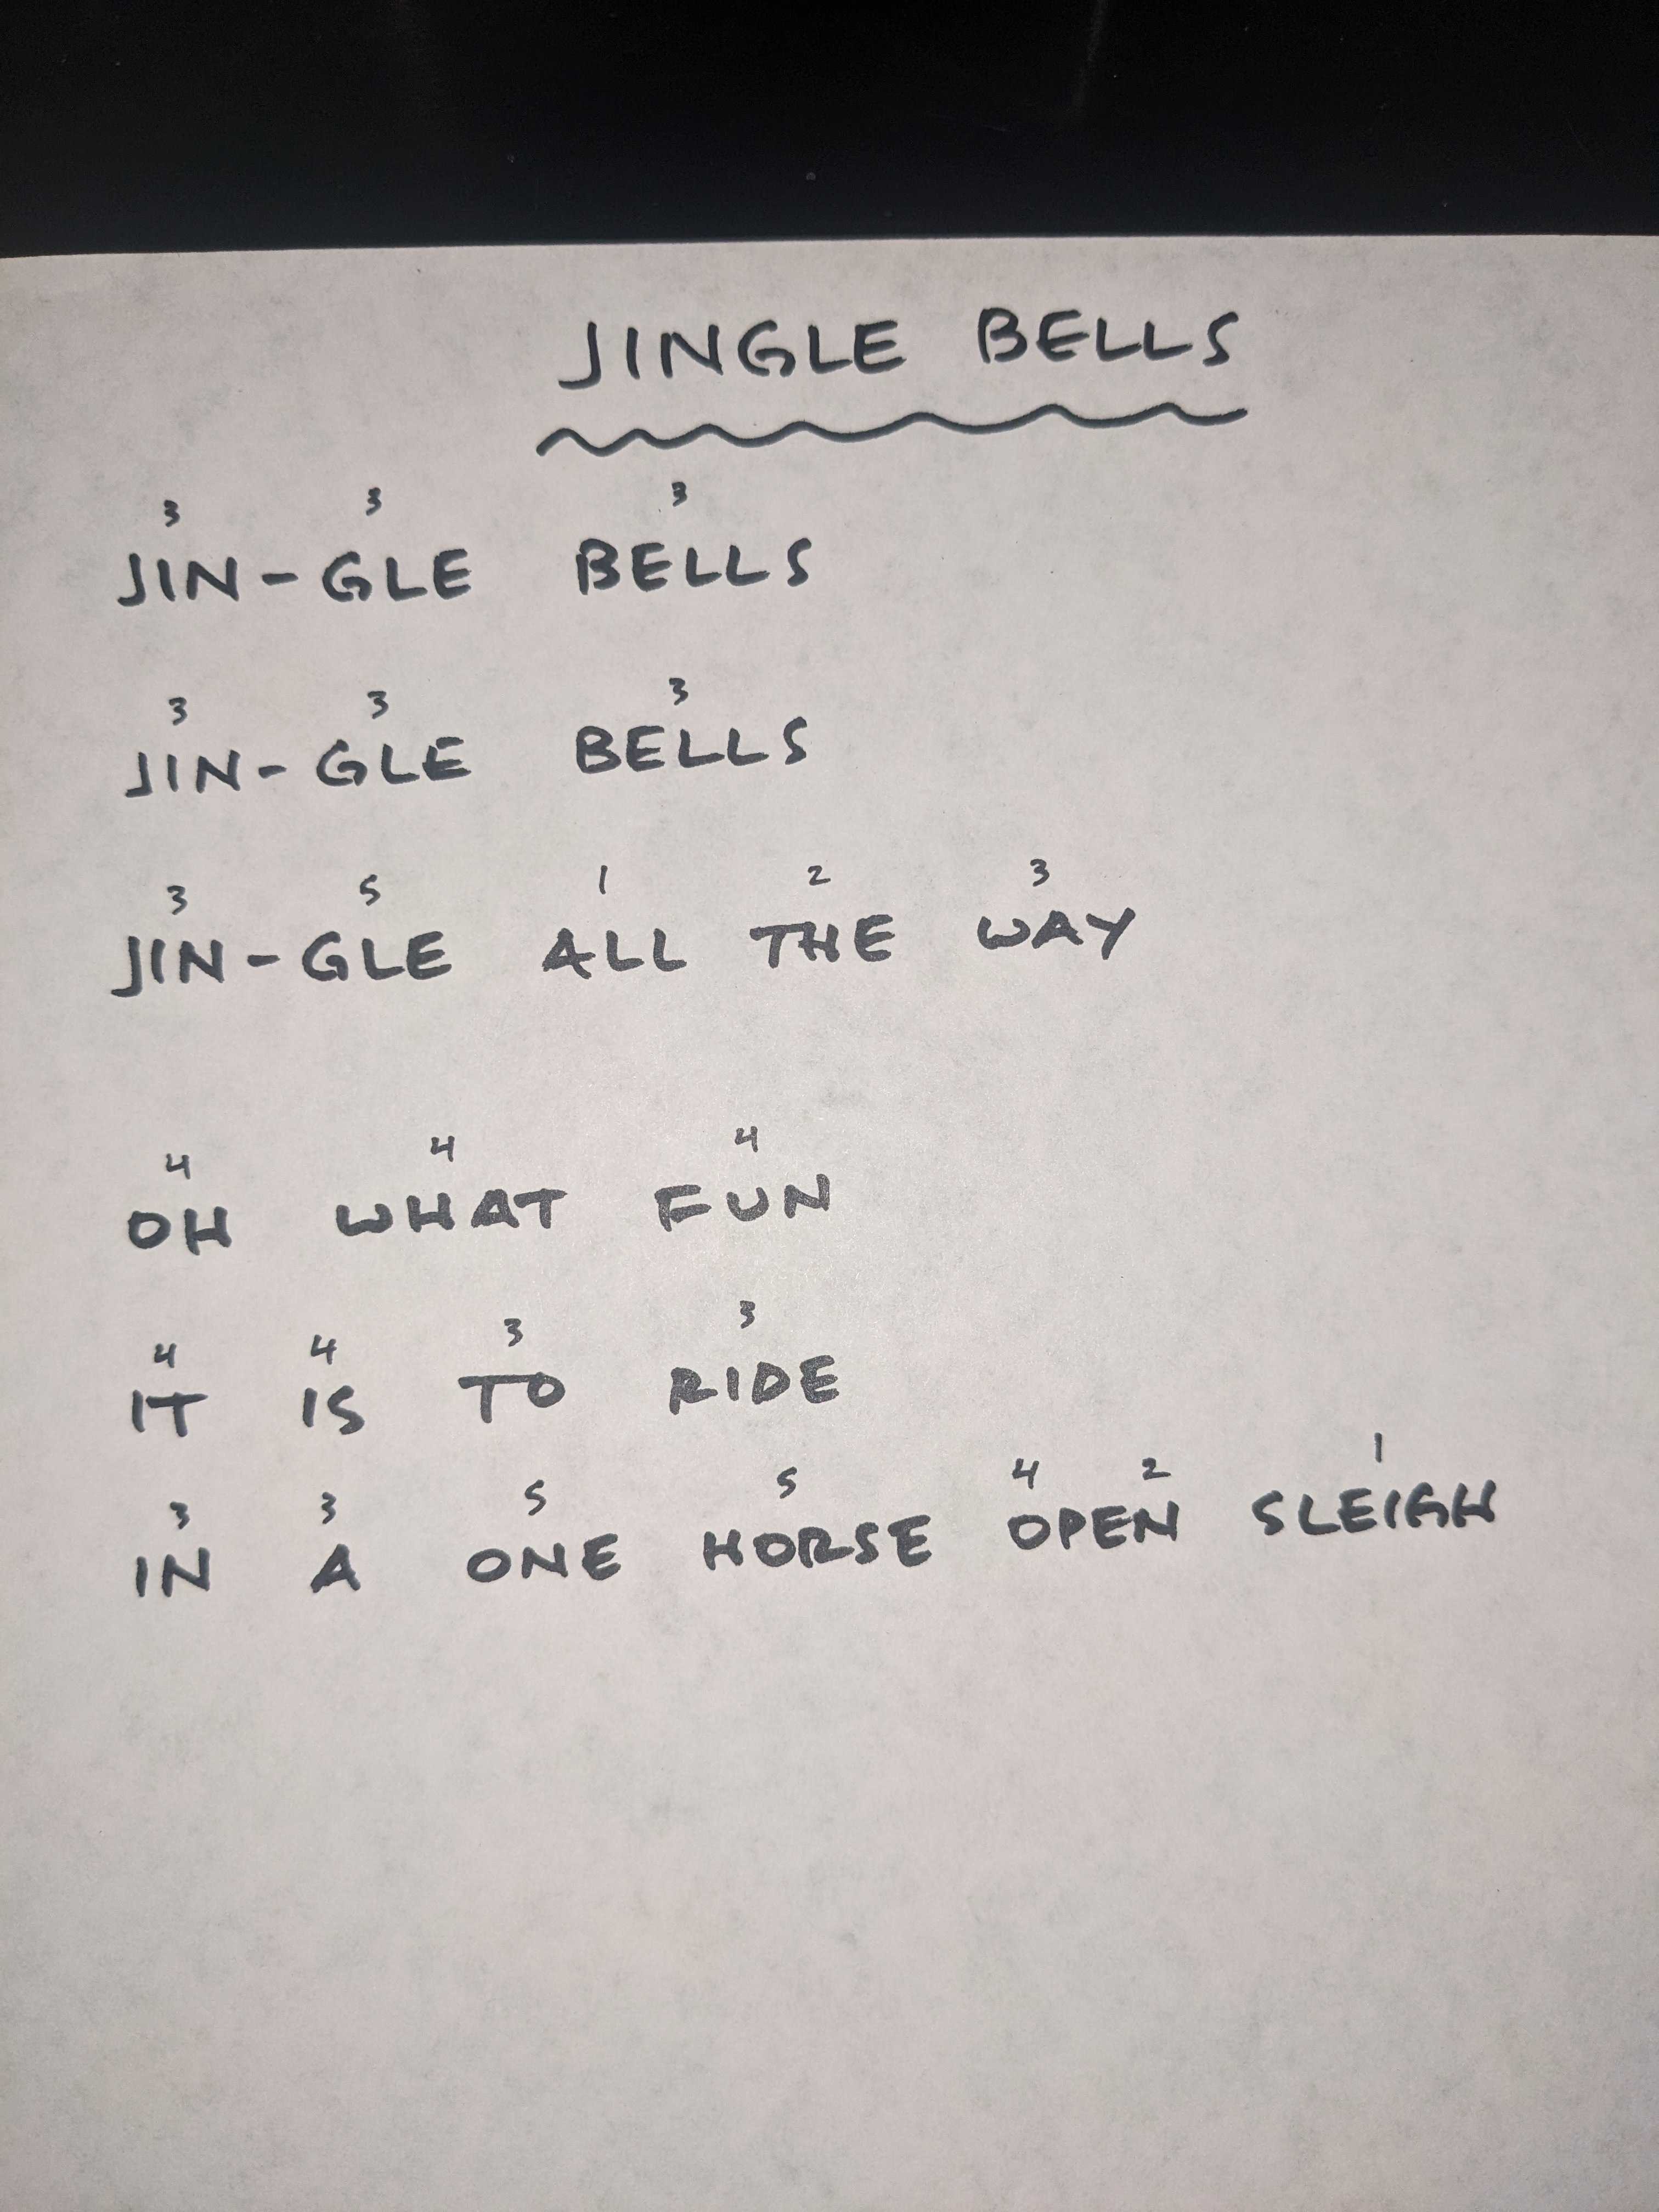 JINGLE BELLS
3 3 3
JIN-GLE BELLS
3 3 3
JIN-GLE BELLS
3 5 1 2 3
JIN-GLE ALL THE WAY
4 4 4
OH WHAT FUN
4 4 3 3
IT IS TO RIDE
3 3 5 5 4 2 1
IN A ONE HORSE OPEN SLEIGH